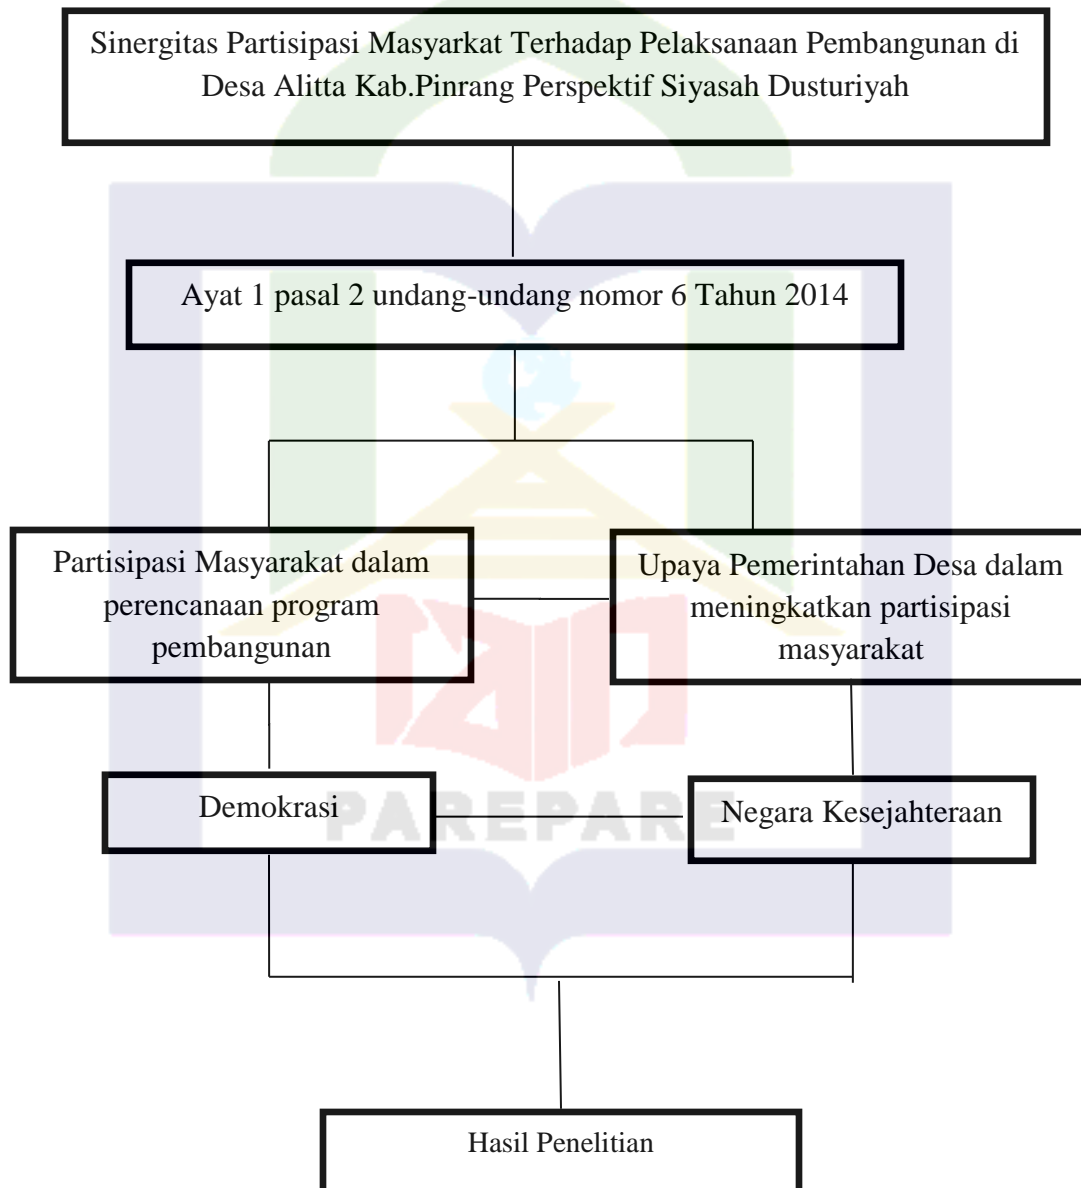 Sinergitas Partisipasi Masyarkat Terhadap Pelaksanaan Pembangunan di
Desa Alitta Kab.Pinrang Perspektif Siyasah Dusturiyah
Ayat 1 pasal 2 undang-undang nomor 6 Tahun 2014
Partisipasi Masyarakat dalam
perencanaan program
pembangunan
Upaya Pemerintahan Desa dalam
meningkatkan partisipasi
masyarakat
Demokrasi
Negara Kesejahteraan
PAREPARE
Hasil Penelitian